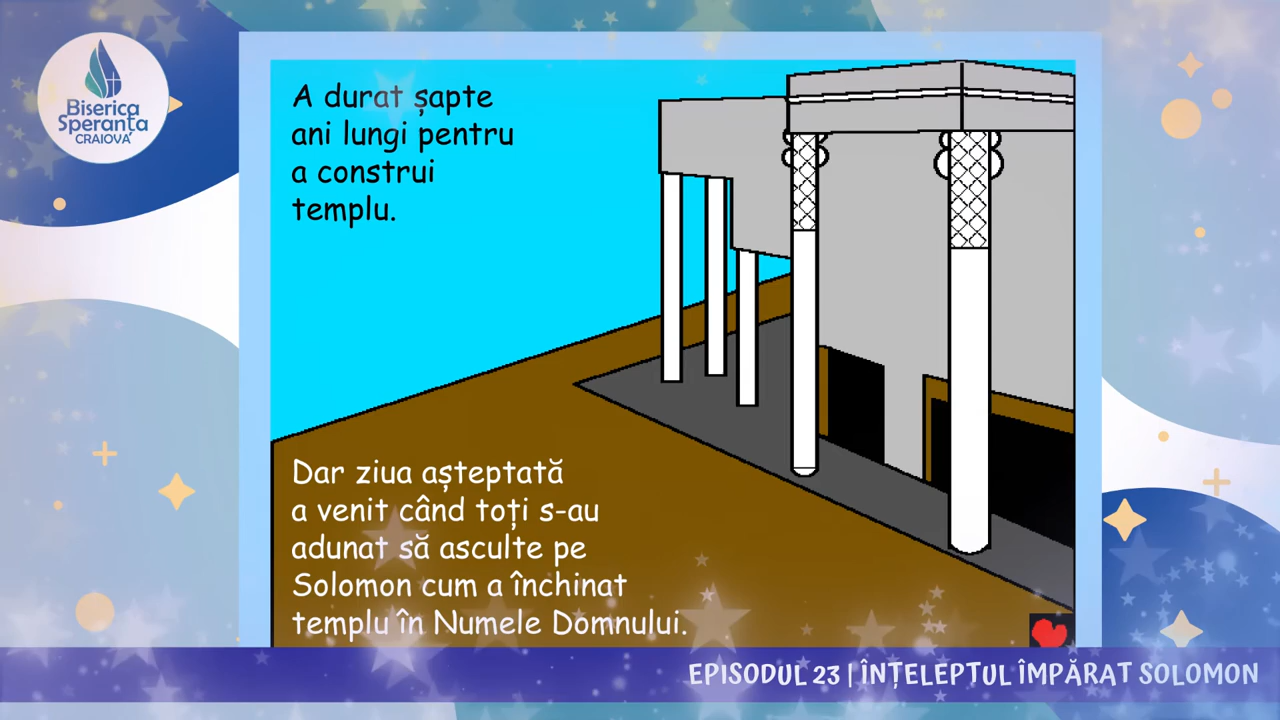 Biserica
Speranța
CRAIOVA
A durat șapte
ani lungi pentru
a construi
templu.
Dar ziua așteptată
a venit când toți s-au
adunat să asculte pe
Solomon cum a închinat
templu în Numele Domnului.
EPISODUL 23 | ÎNȚELEPTUL ÎMPĂRAT SOLOMON